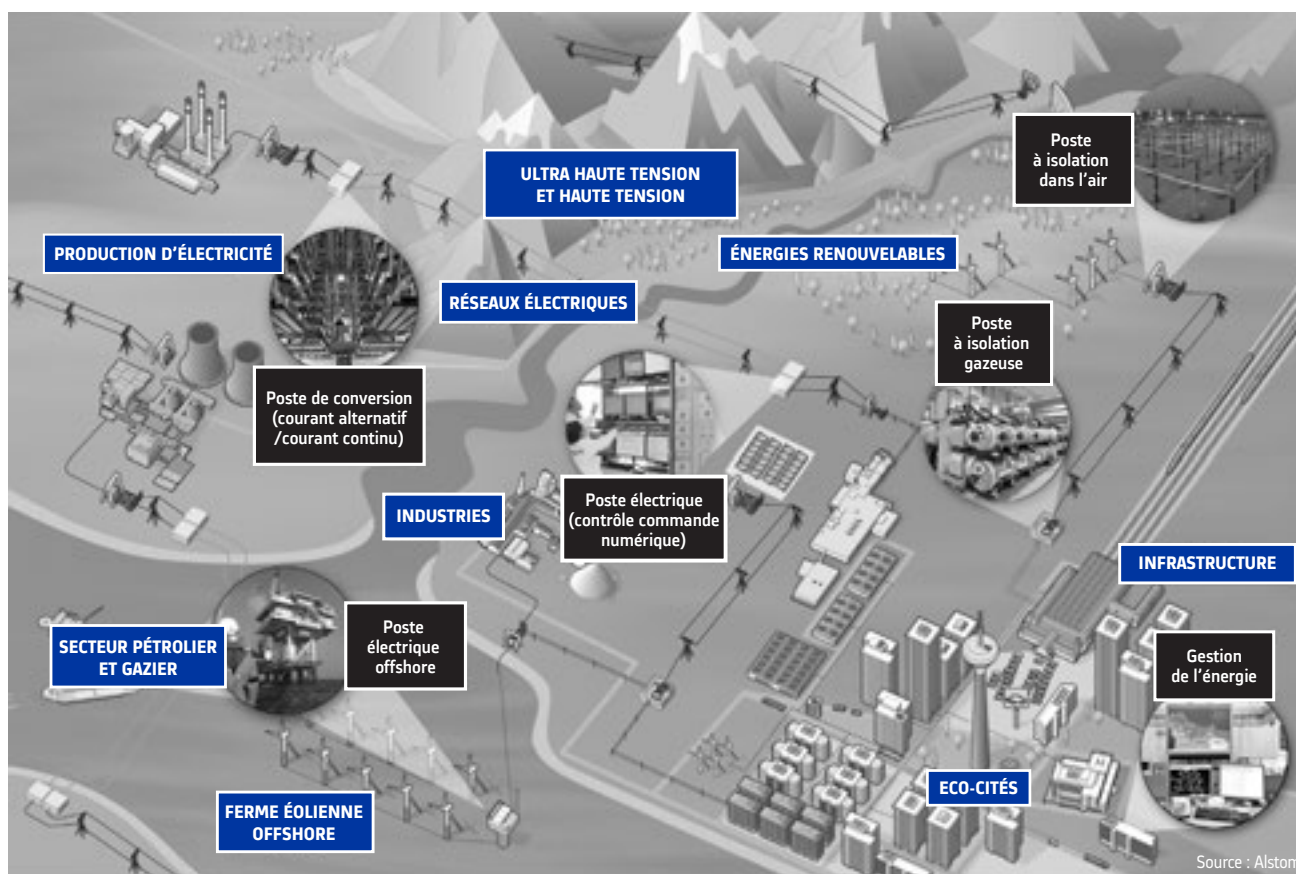 Poste
à isolation
dans l'air
ULTRA HAUTE TENSION
ET HAUTE TENSION
PRODUCTION D'ÉLECTRICITÉ
ÉNERGIES RENOUVELABLES
RÉSEAUX ÉLECTRIQUES
Poste
à isolation
gazeuse
Poste de conversion
(courant alternatif
/courant continu)
INDUSTRIES
Poste électrique
(contrôle commande
numérique)
INFRASTRUCTURE
SECTEUR PÉTROLIER
ET GAZIER
Poste
électrique
offshore
Gestion
de l'énergie
ECO-CITÉS
FERME ÉOLIENNE
OFFSHORE
Source : Alstom